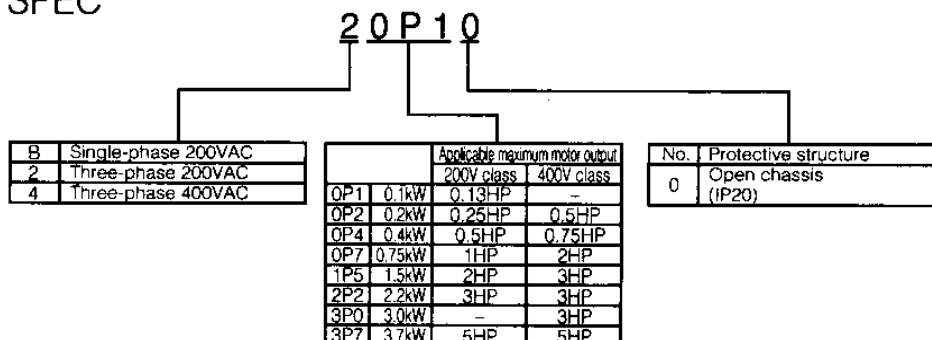 SPEC
20P10
B Single-phase 200VAC
2 Three-phase 200VAC
4 Three-phase 400VAC
Applicable maximum motor output
200V class 400V class
0P1 0.1kW 0.13HP –
0P2 0.2kW 0.25HP 0.5HP
0P4 0.4kW 0.5HP 0.75HP
0P7 0.75kW 1HP 2HP
1P5 1.5kW 2HP 3HP
2P2 2.2kW 3HP 3HP
3P0 3.0kW – 3HP
3P7 3.7kW 5HP 5HP
No. Protective structure
0 Open chassis
(IP20)